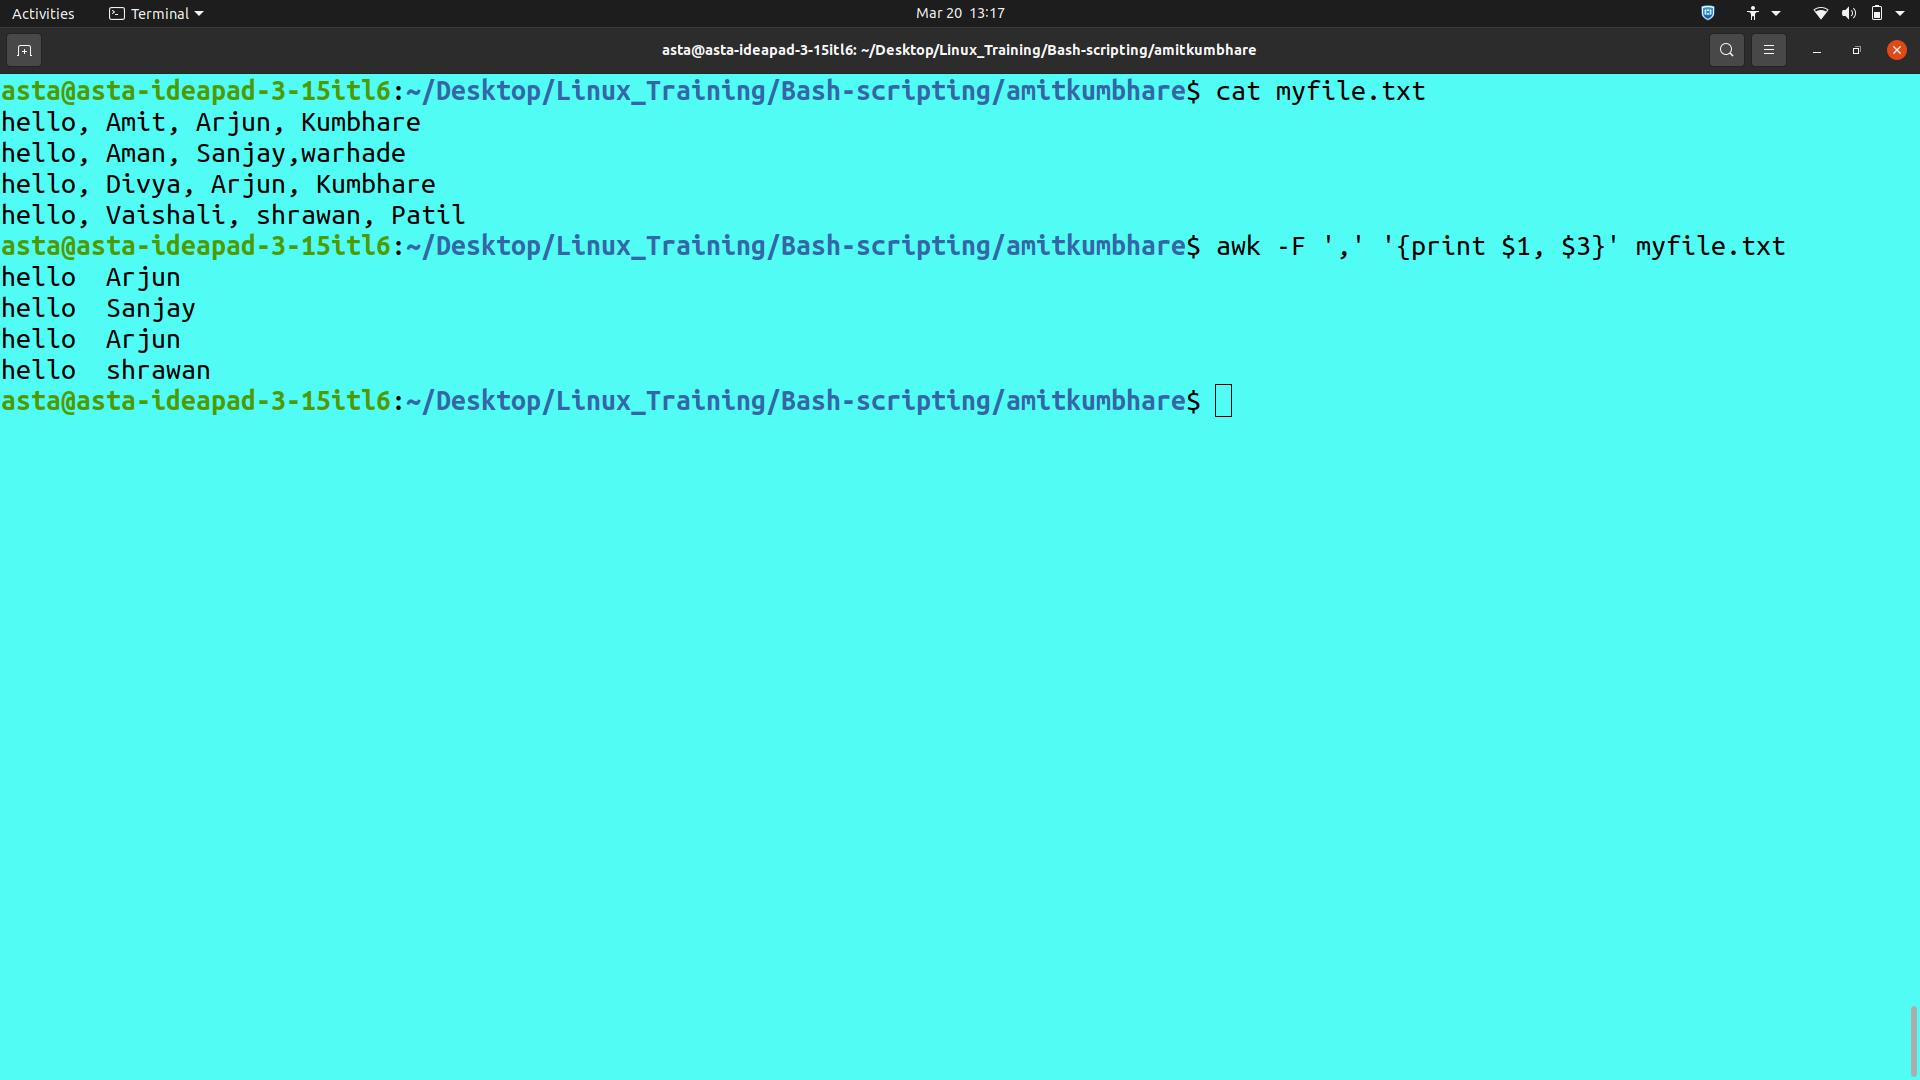 Activities Terminal Mar 20 13:17
asta@asta-ideapad-3-15itl6: ~/Desktop/Linux_Training/Bash-scripting/amitkumbhare
asta@asta-ideapad-3-15itl6:~/Desktop/Linux_Training/Bash-scripting/amitkumbhare$ cat myfile.txt
hello, Amit, Arjun, Kumbhare
hello, Aman, Sanjay,warhade
hello, Divya, Arjun, Kumbhare
hello, Vaishali, shrawan, Patil
asta@asta-ideapad-3-15itl6:~/Desktop/Linux_Training/Bash-scripting/amitkumbhare$ awk -F ',' '{print $1, $3}' myfile.txt
hello  Arjun
hello  Sanjay
hello  Arjun
hello  shrawan
asta@asta-ideapad-3-15itl6:~/Desktop/Linux_Training/Bash-scripting/amitkumbhare$